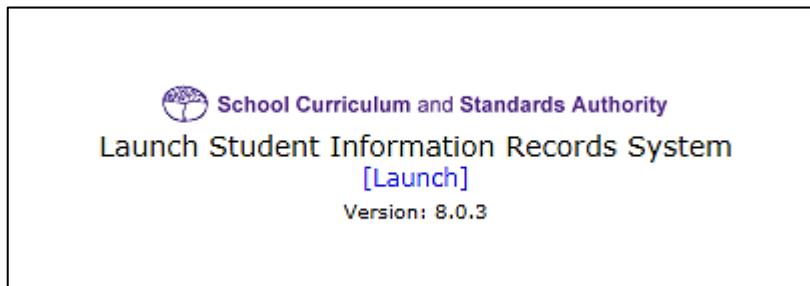 School Curriculum and Standards Authority
Launch Student Information Records System
[Launch]
Version: 8.0.3